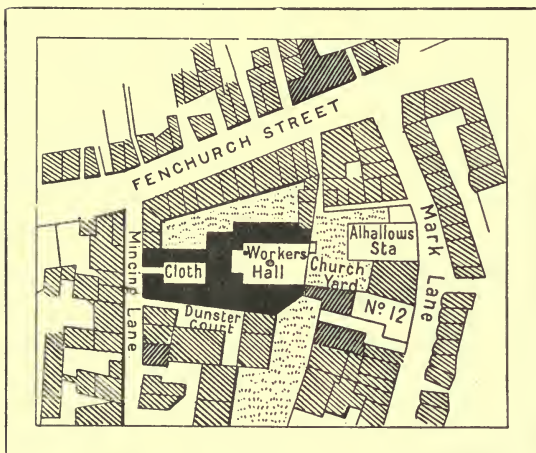 FENCHURCH STREET
Mincing Lane
Cloth
Workers
Hall
Dunster
Court
Church
Yard
Alhallows
Sta
Nº 12
Mark Lane